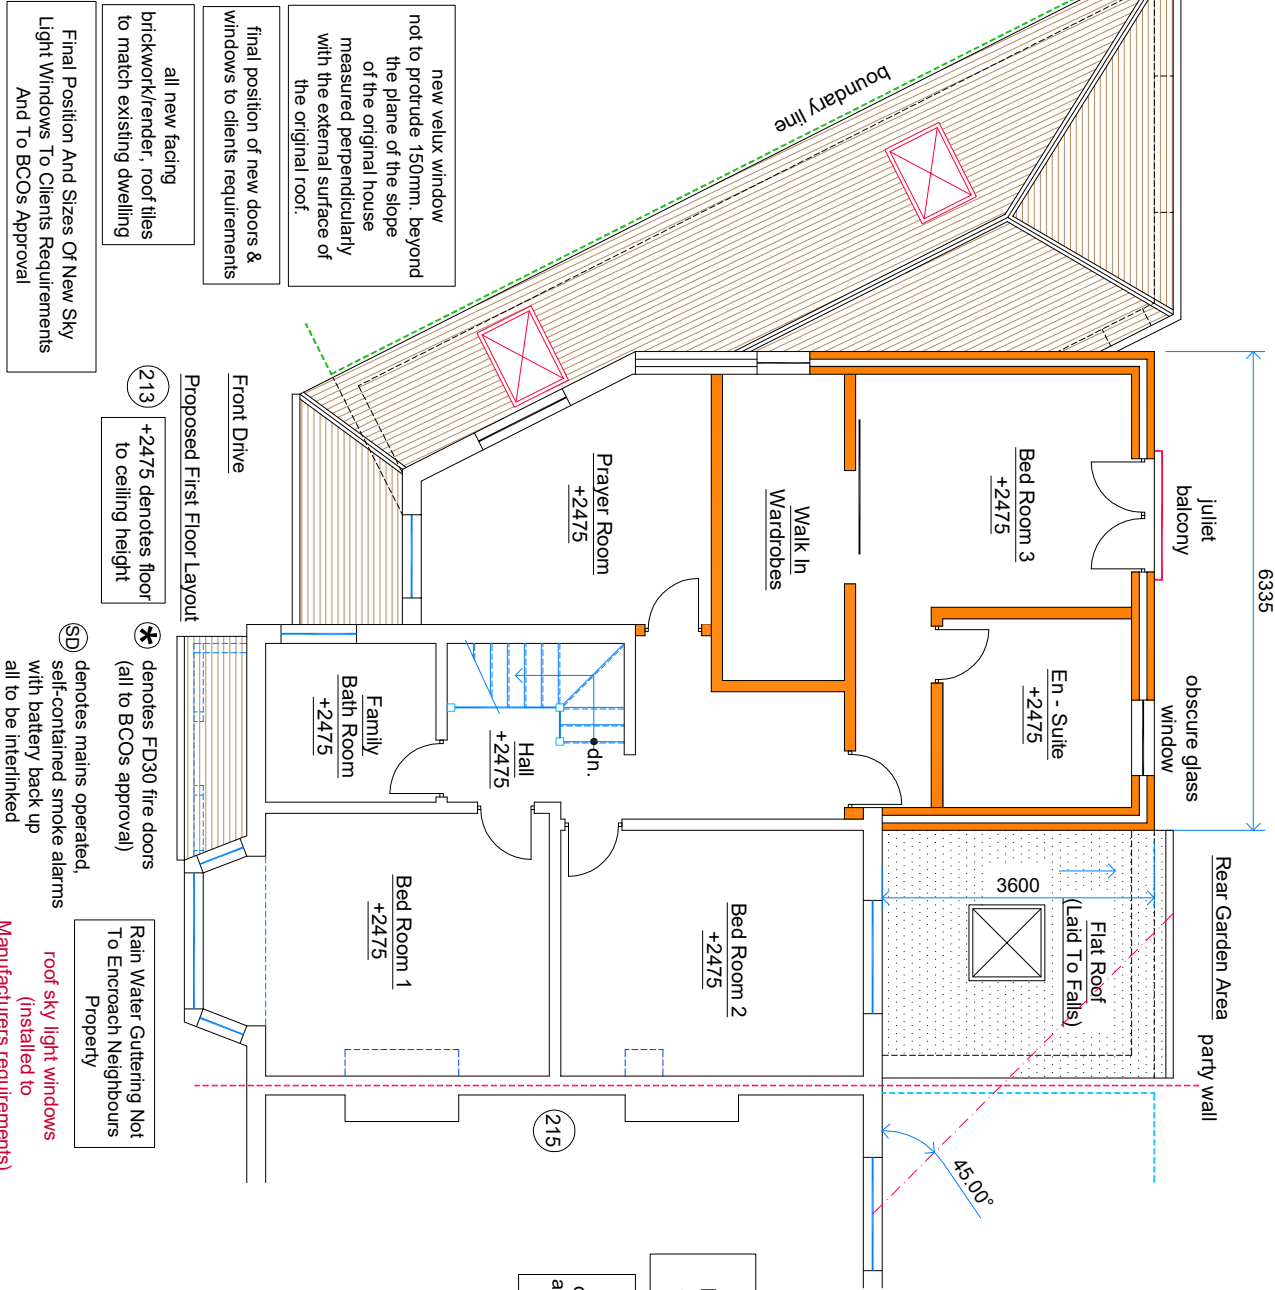 juliet
balcony
obscure glass
window
Rear Garden Area
party wall
6335
3600
45.00°
Flat Roof
(Laid To Falls)
Bed Room 3
+2475
En - Suite
+2475
Walk In
Wardrobes
Prayer Room
+2475
Bed Room 2
+2475
dn.
Hall
+2475
Family
Bath Room
+2475
Bed Room 1
+2475
215
boundary line
new velux window
not to protrude 150mm. beyond
the plane of the slope
of the original house
measured perpendicularly
with the external surface of
the original roof.
final position of new doors &
windows to clients requirements
all new facing
brickwork/render, roof tiles
to match existing dwelling
Final Position And Sizes Of New Sky
Light Windows To Clients Requirements
And To BCOs Approval
Front Drive
Proposed First Floor Layout
213
+2475 denotes floor
to ceiling height
* denotes FD30 fire doors
(all to BCOs approval)
SD denotes mains operated,
self-contained smoke alarms
with battery back up
all to be interlinked
Rain Water Guttering Not
To Encroach Neighbours
Property
roof sky light windows
(installed to
Manufacturers requirements)